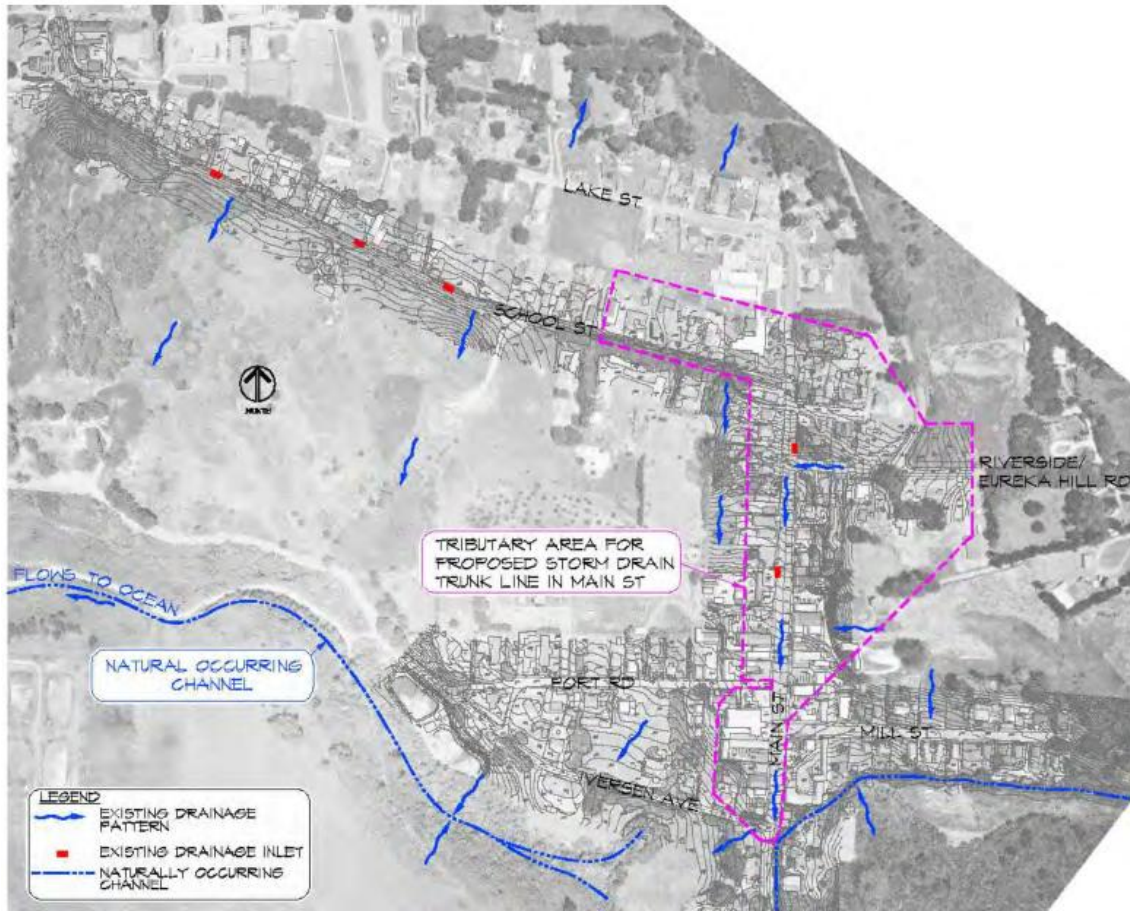 LAKE ST.
SCHOOL ST.
NORTH
RIVERSIDE/
EUREKA HILL RD
TRIBUTARY AREA FOR
PROPOSED STORM DRAIN
TRUNK LINE IN MAIN ST
FLOWS TO OCEAN
NATURAL OCCURRING
CHANNEL
PORT RD
MAIN ST.
MILL ST
IVERSEN AVE
LEGEND
EXISTING DRAINAGE
PATTERN
EXISTING DRAINAGE INLET
NATURALLY OCCURRING
CHANNEL